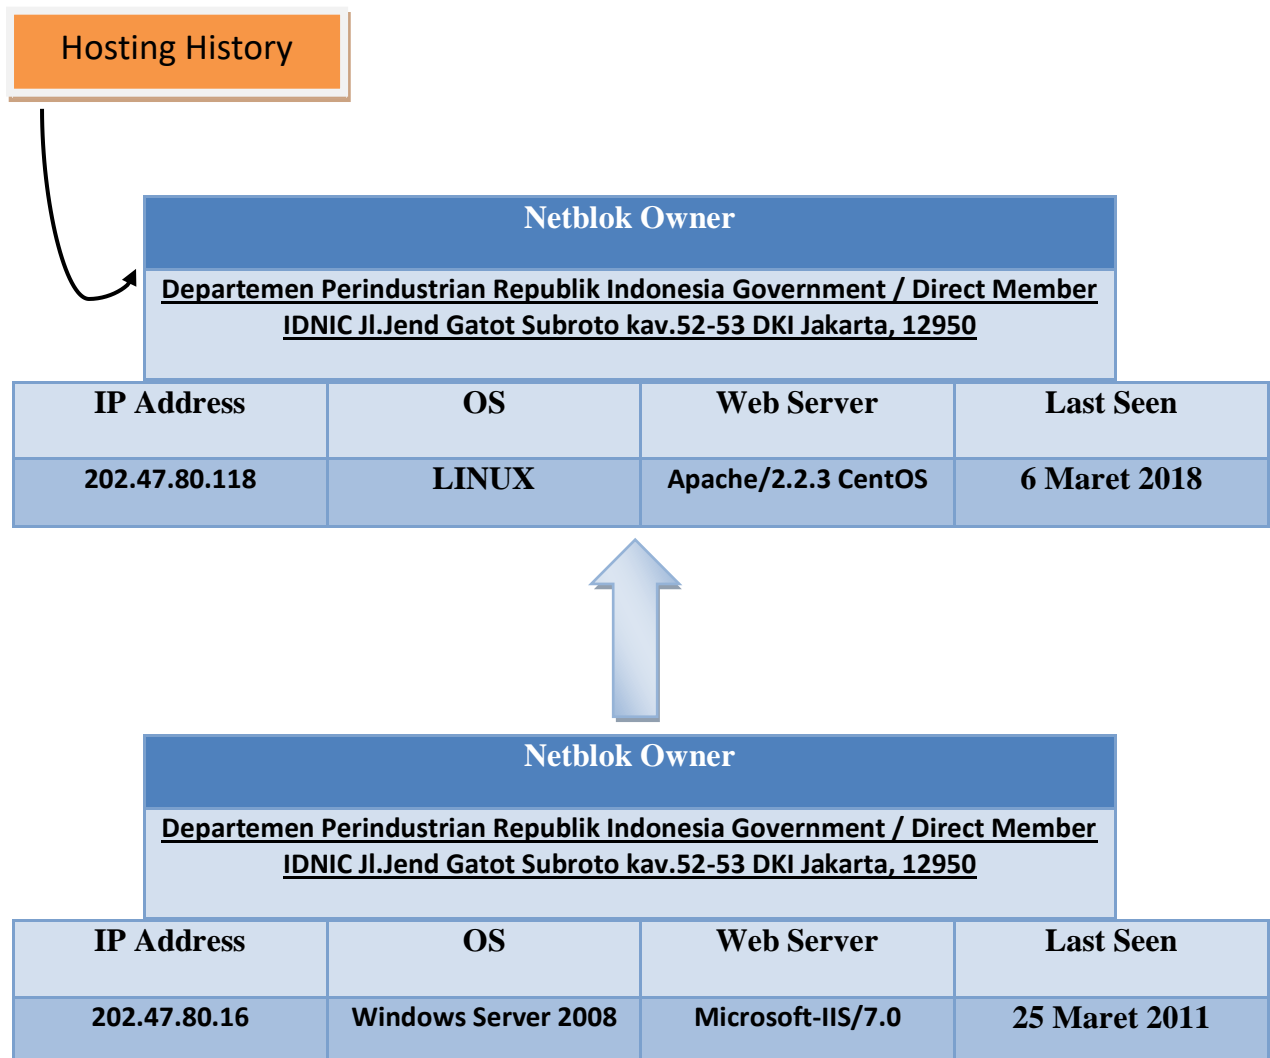 Hosting History
Netblok Owner
Departemen Perindustrian Republik Indonesia Government / Direct Member
IDNIC Jl.Jend Gatot Subroto kav.52-53 DKI Jakarta, 12950
IP Address OS Web Server Last Seen
202.47.80.118 LINUX Apache/2.2.3 CentOS 6 Maret 2018
Netblok Owner
Departemen Perindustrian Republik Indonesia Government / Direct Member
IDNIC Jl.Jend Gatot Subroto kav.52-53 DKI Jakarta, 12950
IP Address OS Web Server Last Seen
202.47.80.16 Windows Server 2008 Microsoft-IIS/7.0 25 Maret 2011